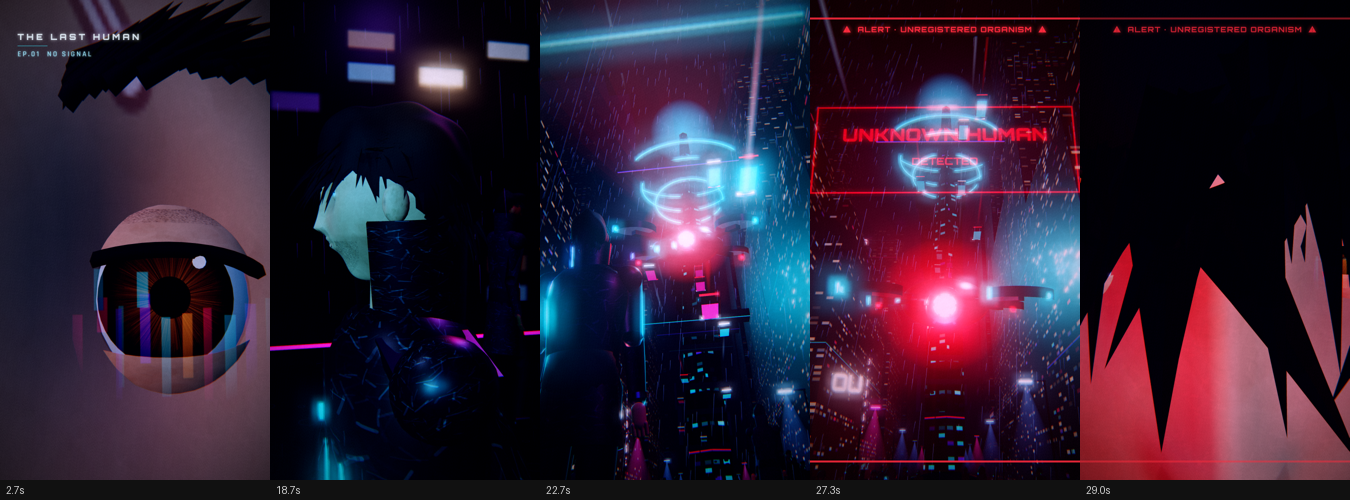 THE LAST HUMAN
EP.01 NO SIGNAL
▲ ALERT · UNREGISTERED ORGANISM ▲
UNKNOWN HUMAN
DETECTED
OU
▲ ALERT · UNREGISTERED ORGANISM ▲
2.7s
18.7s
22.7s
27.3s
29.0s